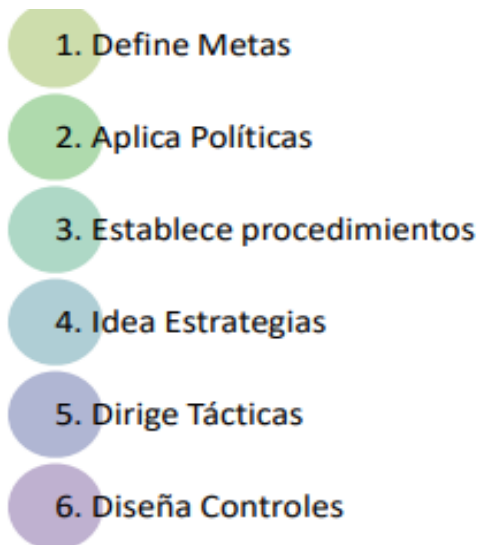 1. Define Metas
2. Aplica Políticas
3. Establece procedimientos
4. Idea Estrategias
5. Dirige Tácticas
6. Diseña Controles